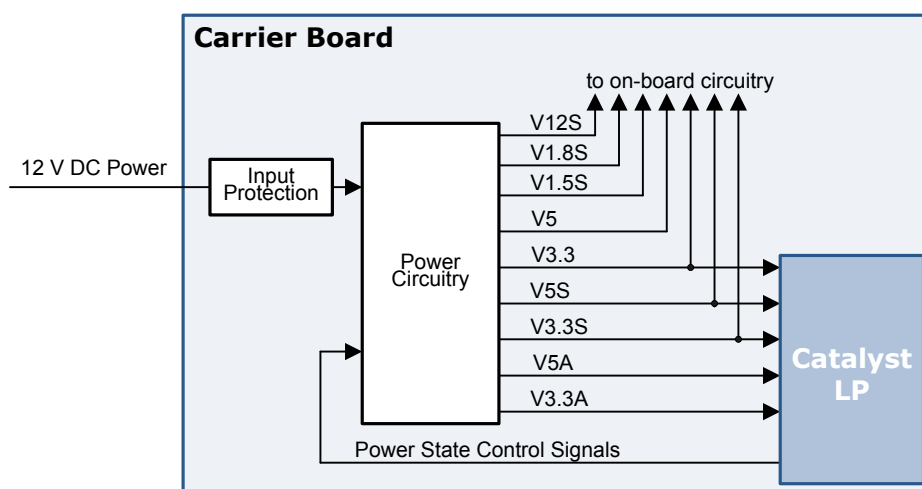 Carrier Board
to on-board circuitry
V12S
V1.8S
V1.5S
V5
V3.3
V5S
V3.3S
V5A
V3.3A
12 V DC Power
Input
Protection
Power
Circuitry
Catalyst
LP
Power State Control Signals